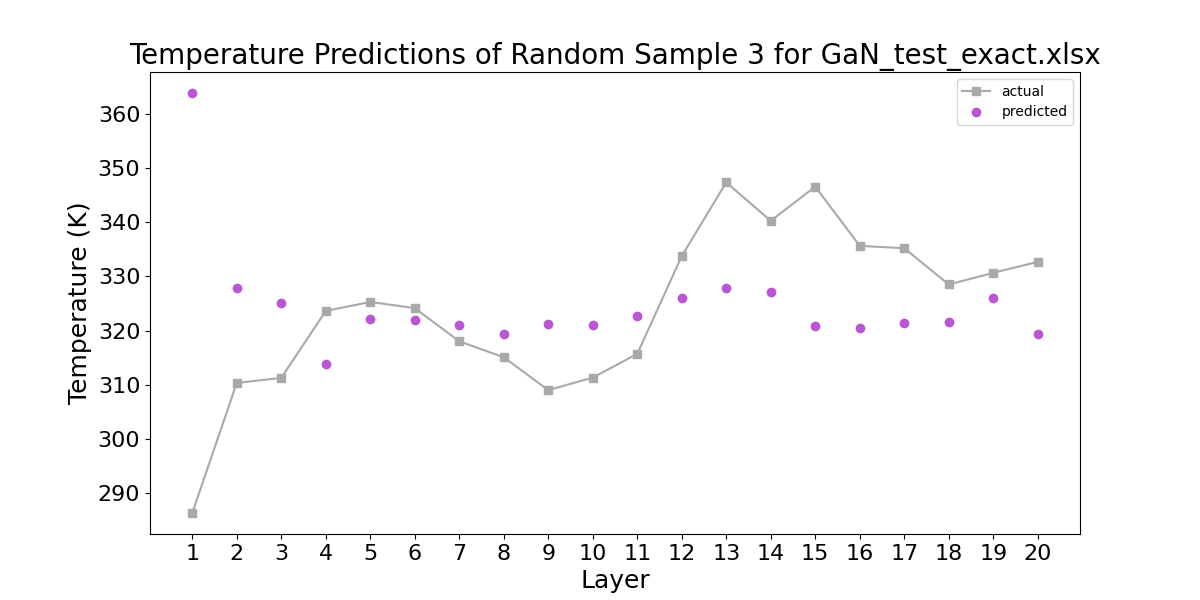 Temperature Predictions of Random Sample 3 for GaN_test_exact.xlsx
actual
predicted
360
350
340
330
320
310
300
290
Temperature (K)
1 2 3 4 5 6 7 8 9 10 11 12 13 14 15 16 17 18 19 20
Layer